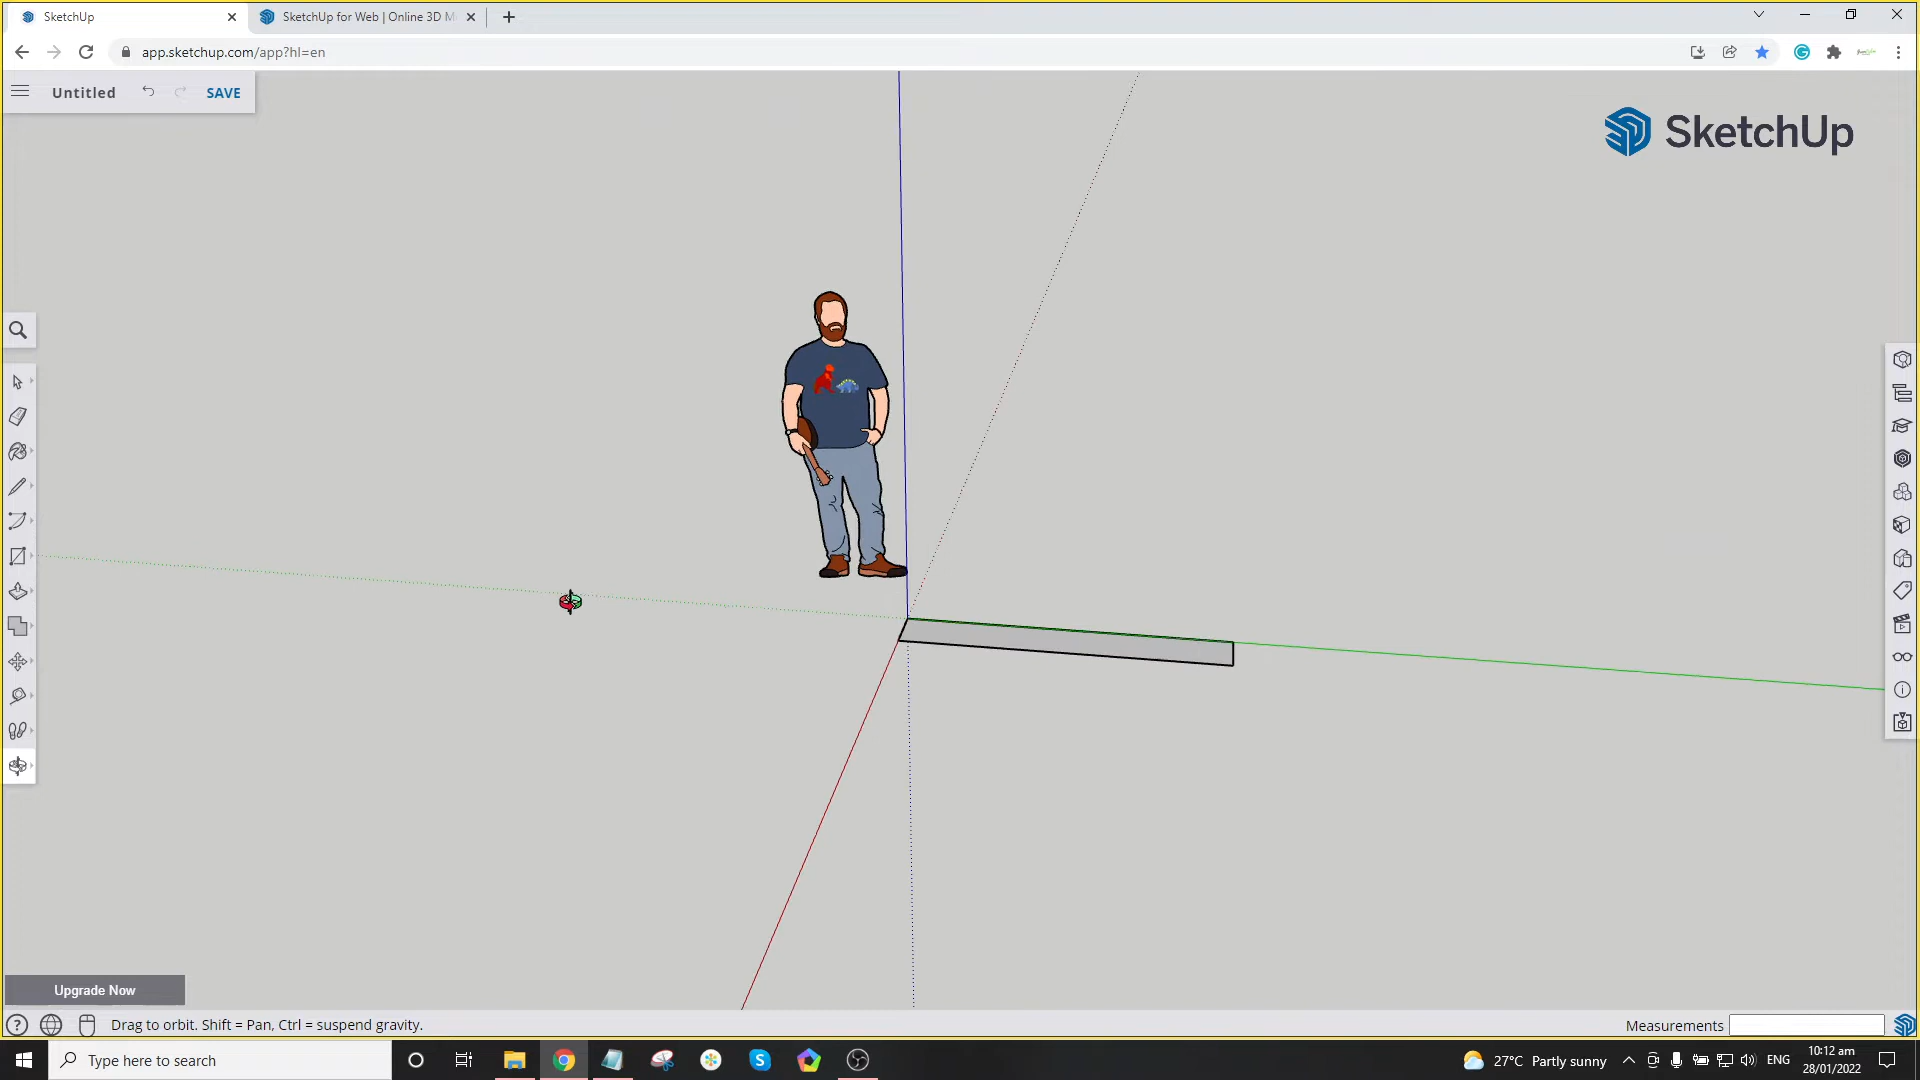 SketchUp
SketchUp for Web | Online 3D M
app.sketchup.com/app?hl=en
Untitled
SAVE
SketchUp
Upgrade Now
Drag to orbit. Shift = Pan, Ctrl = suspend gravity.
Measurements
Type here to search
27°C Partly sunny
ENG
10:12 am
28/01/2022